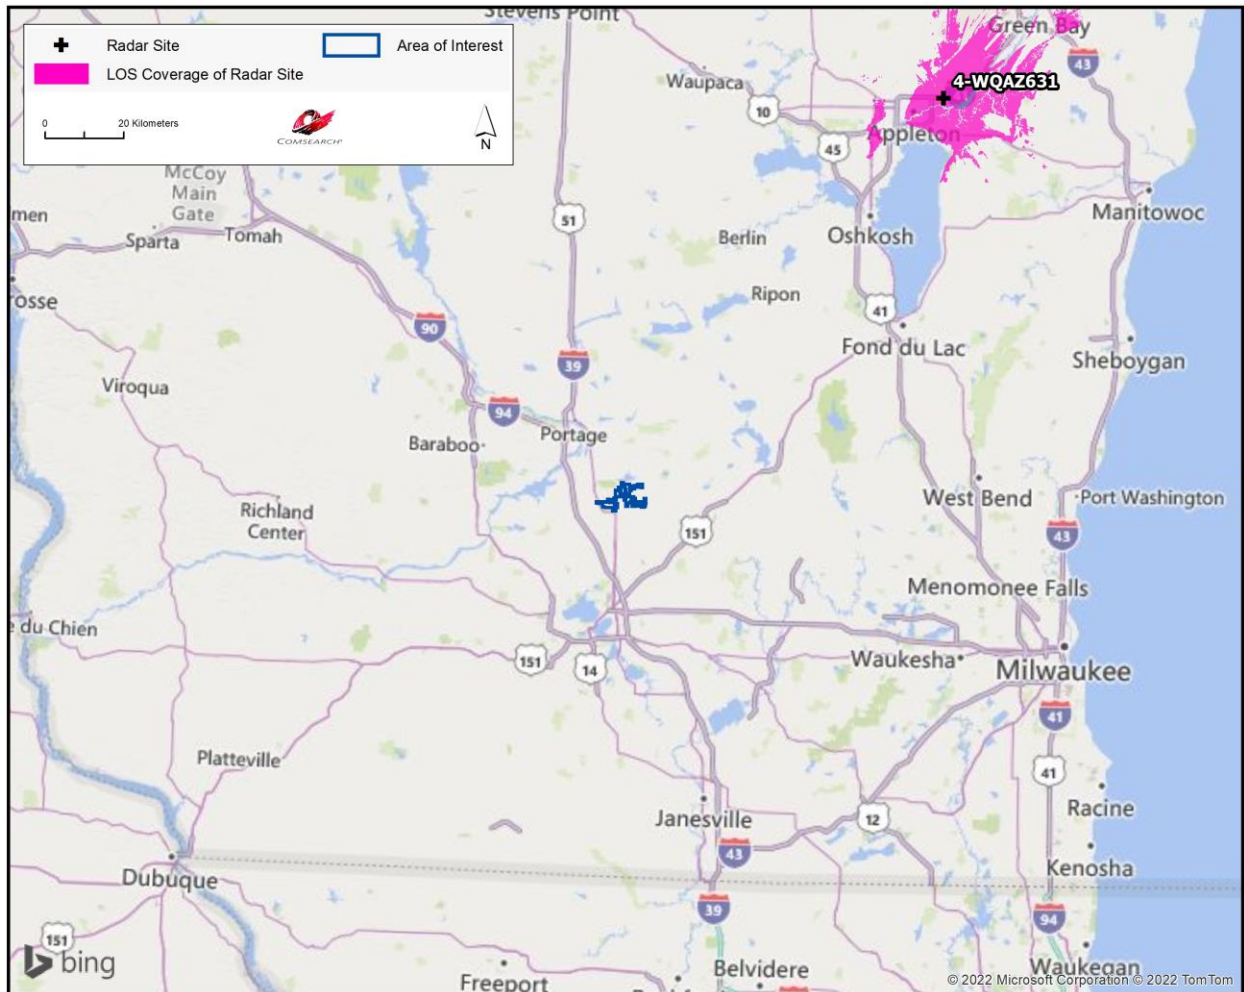 Stevens Point
Green Bay
Radar Site
Area of Interest
LOS Coverage of Radar Site
0
20 Kilometers
COMSEARCH®
N
43
Waupaca
4-WQAZ631
10
Appleton
45
McCoy
Main
Gate
men
Sparta
Tomah
51
Berlin
Oshkosh
Manitowoc
rosse
Ripon
90
41
Fond du Lac
Sheboygan
39
Viroqua
94
Portage
Baraboo
Richland
Center
West Bend
Port Washington
151
43
Menomonee Falls
e du Chien
151
14
Waukesha
Milwaukee
41
Platteville
41
Janesville
12
Racine
43
Kenosha
Dubuque
39
94
151
bing
Freeport
Belvidere
Waukegan
© 2022 Microsoft Corporation © 2022 TomTom